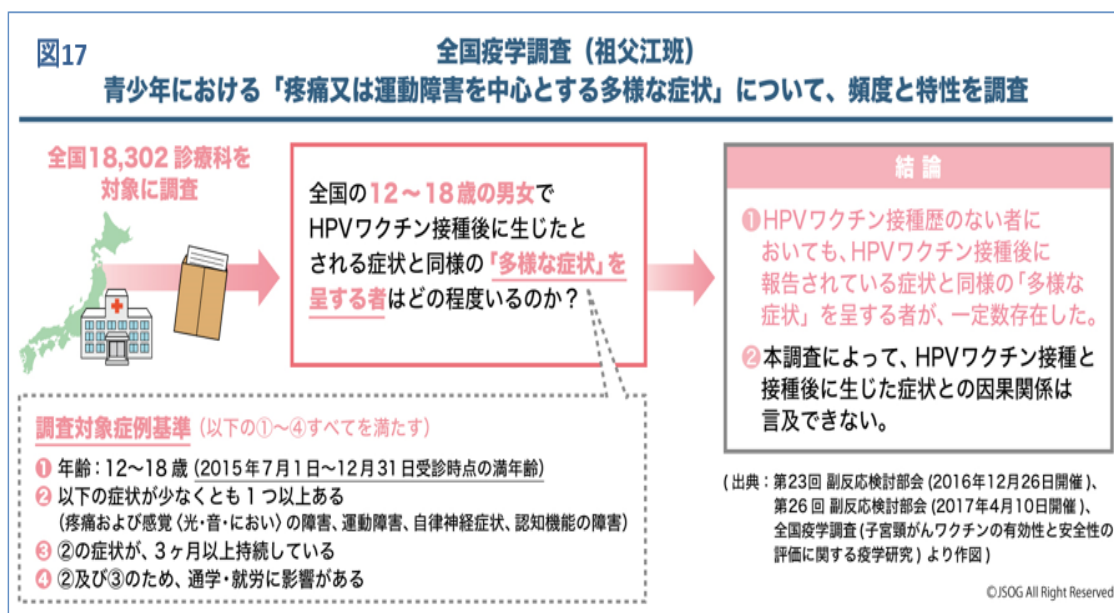 図17
全国疫学調査（祖父江班）
青少年における「疼痛又は運動障害を中心とする多様な症状」について、頻度と特性を調査
全国18,302 診療科を
対象に調査
全国の12～18歳の男女で
HPVワクチン接種後に生じたと
される症状と同様の「多様な症状」を
呈する者はどの程度いるのか？
調査対象症例基準（以下の①～④すべてを満たす）
❶ 年齢：12～18歳（2015年7月1日～12月31日受診時点の満年齢）
❷ 以下の症状が少なくとも1つ以上ある
（疼痛および感覚〈光・音・におい〉の障害、運動障害、自律神経症状、認知機能の障害）
❸ ②の症状が、3ヶ月以上持続している
❹ ②及び③のため、通学・就労に影響がある
結論
❶HPVワクチン接種歴のない者に
おいても、HPVワクチン接種後に
報告されている症状と同様の「多様な
症状」を呈する者が、一定数存在した。
❷本調査によって、HPVワクチン接種と
接種後に生じた症状との因果関係は
言及できない。
(出典：第23回 副反応検討部会(2016年12月26日開催)、
第26回 副反応検討部会(2017年4月10日開催)、
全国疫学調査(子宮頸がんワクチンの有効性と安全性の
評価に関する疫学研究)より作図)
©JSOG All Right Reserved